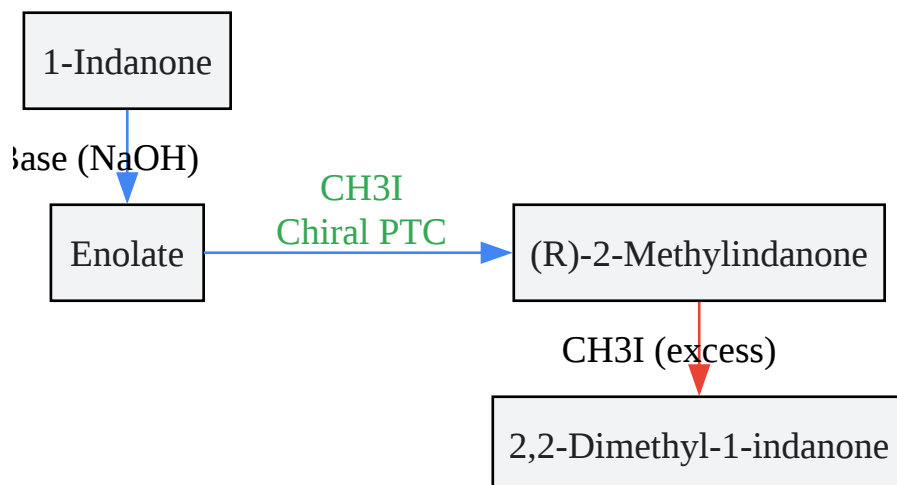 1-Indanone
Base (NaOH)
CH3I
Chiral PTC
Enolate
(R)-2-Methylindanone
CH3I (excess)
2,2-Dimethyl-1-indanone